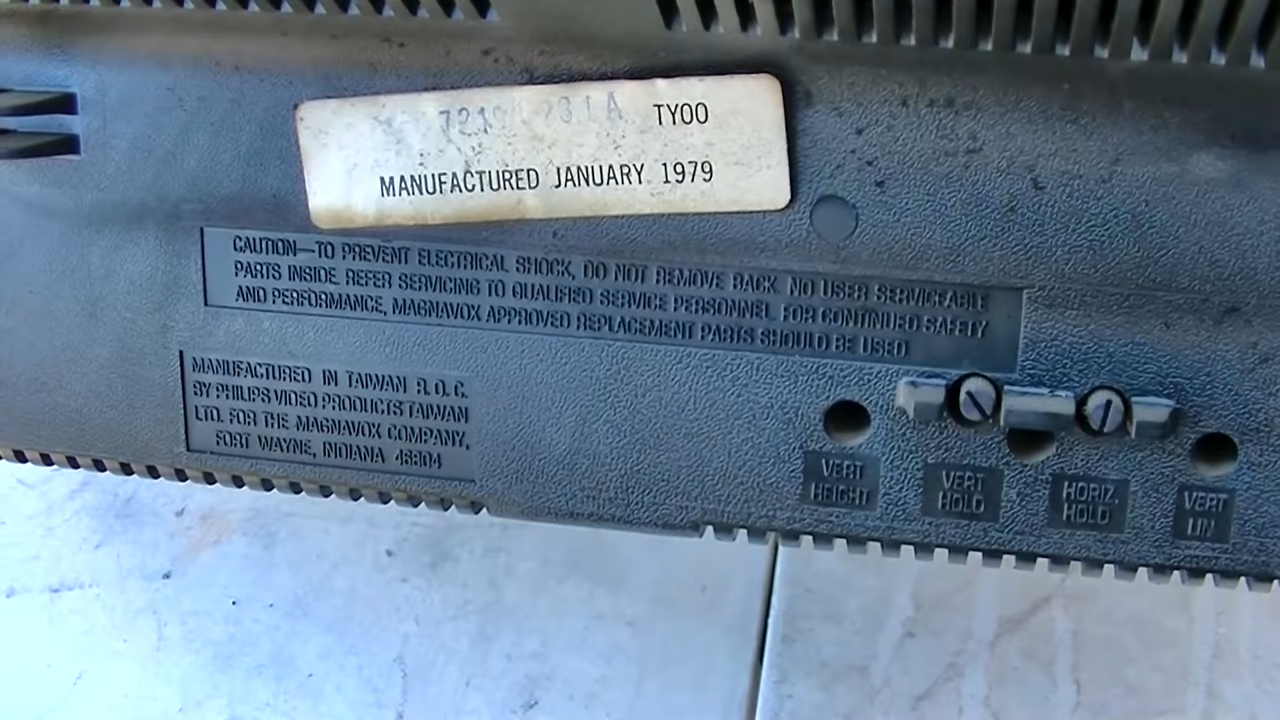 TY00
MANUFACTURED JANUARY 1979
CAUTION—TO PREVENT ELECTRICAL SHOCK, DO NOT REMOVE BACK. NO USER SERVICEABLE
PARTS INSIDE. REFER SERVICING TO QUALIFIED SERVICE PERSONNEL. FOR CONTINUED SAFETY
AND PERFORMANCE, MAGNAVOX APPROVED REPLACEMENT PARTS SHOULD BE USED.
MANUFACTURED IN TAIWAN R.O.C.
BY PHILIPS VIDEO PRODUCTS TAIWAN
LTD. FOR THE MAGNAVOX COMPANY,
FORT WAYNE, INDIANA 46804
VERT
HEIGHT
VERT
HOLD
HORIZ.
HOLD
VERT
LIN